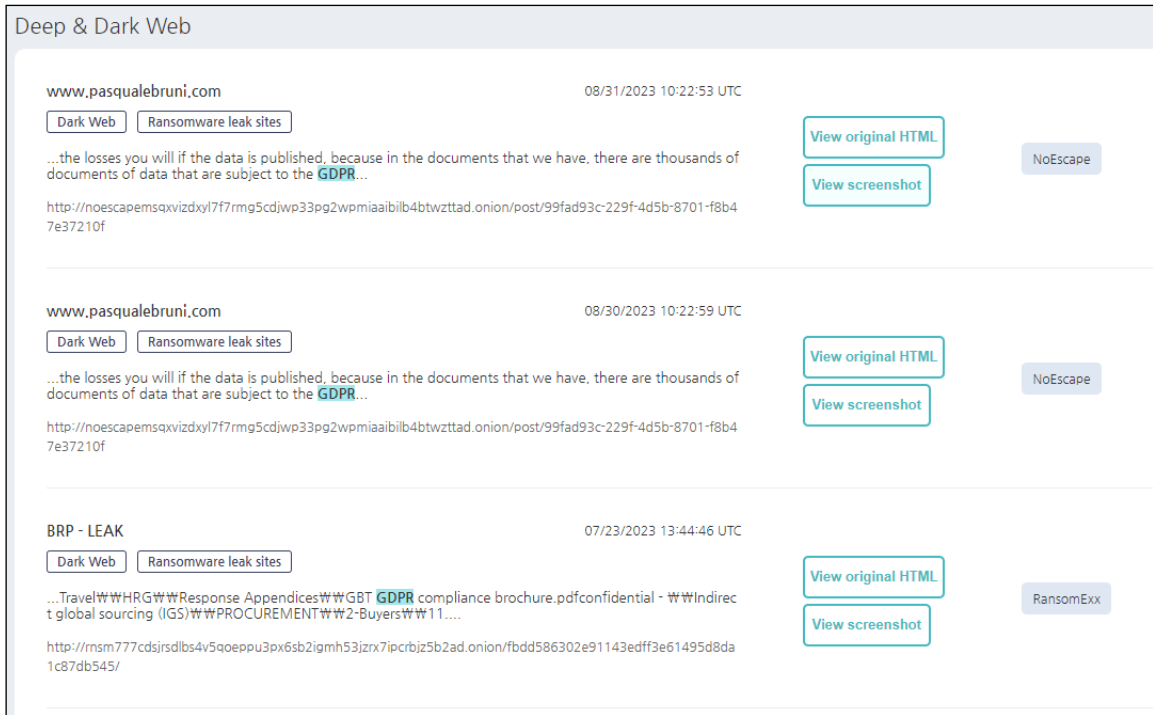 Deep & Dark Web
www.pasqualebruni.com
08/31/2023 10:22:53 UTC
Dark Web
Ransomware leak sites
...the losses you will if the data is published, because in the documents that we have, there are thousands of
documents of data that are subject to the GDPR...
http://noescapemsqxvizdxyl7f7rmg5cdjwp33pg2wpmiaaibilb4btwzttad.onion/post/99fad93c-229f-4d5b-8701-f8b4
7e37210f
View original HTML
View screenshot
NoEscape
www.pasqualebruni.com
08/30/2023 10:22:59 UTC
Dark Web
Ransomware leak sites
...the losses you will if the data is published, because in the documents that we have, there are thousands of
documents of data that are subject to the GDPR...
http://noescapemsqxvizdxyl7f7rmg5cdjwp33pg2wpmiaaibilb4btwzttad.onion/post/99fad93c-229f-4d5b-8701-f8b4
7e37210f
View original HTML
View screenshot
NoEscape
BRP - LEAK
07/23/2023 13:44:46 UTC
Dark Web
Ransomware leak sites
...Travel₩₩HRG₩₩Response Appendices₩₩GBT GDPR compliance brochure.pdfconfidential - ₩₩Indirec
t global sourcing (IGS)₩₩PROCUREMENT₩₩2-Buyers₩₩11....
http://rnsm777cdsjrsdlbs4v5qoeppu3px6sb2igmh53jzrx7ipcrbjz5b2ad.onion/fbdd586302e91143edff3e61495d8da
1c87db545/
View original HTML
View screenshot
RansomExx